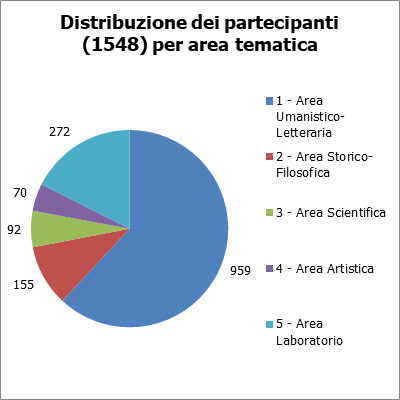 Distribuzione dei partecipanti
(1548) per area tematica
272
70
92
155
959
1 - Area
Umanistico-
Letteraria
2 - Area Storico-
Filosofica
3 - Area Scientifica
4 - Area Artistica
5 - Area
Laboratorio